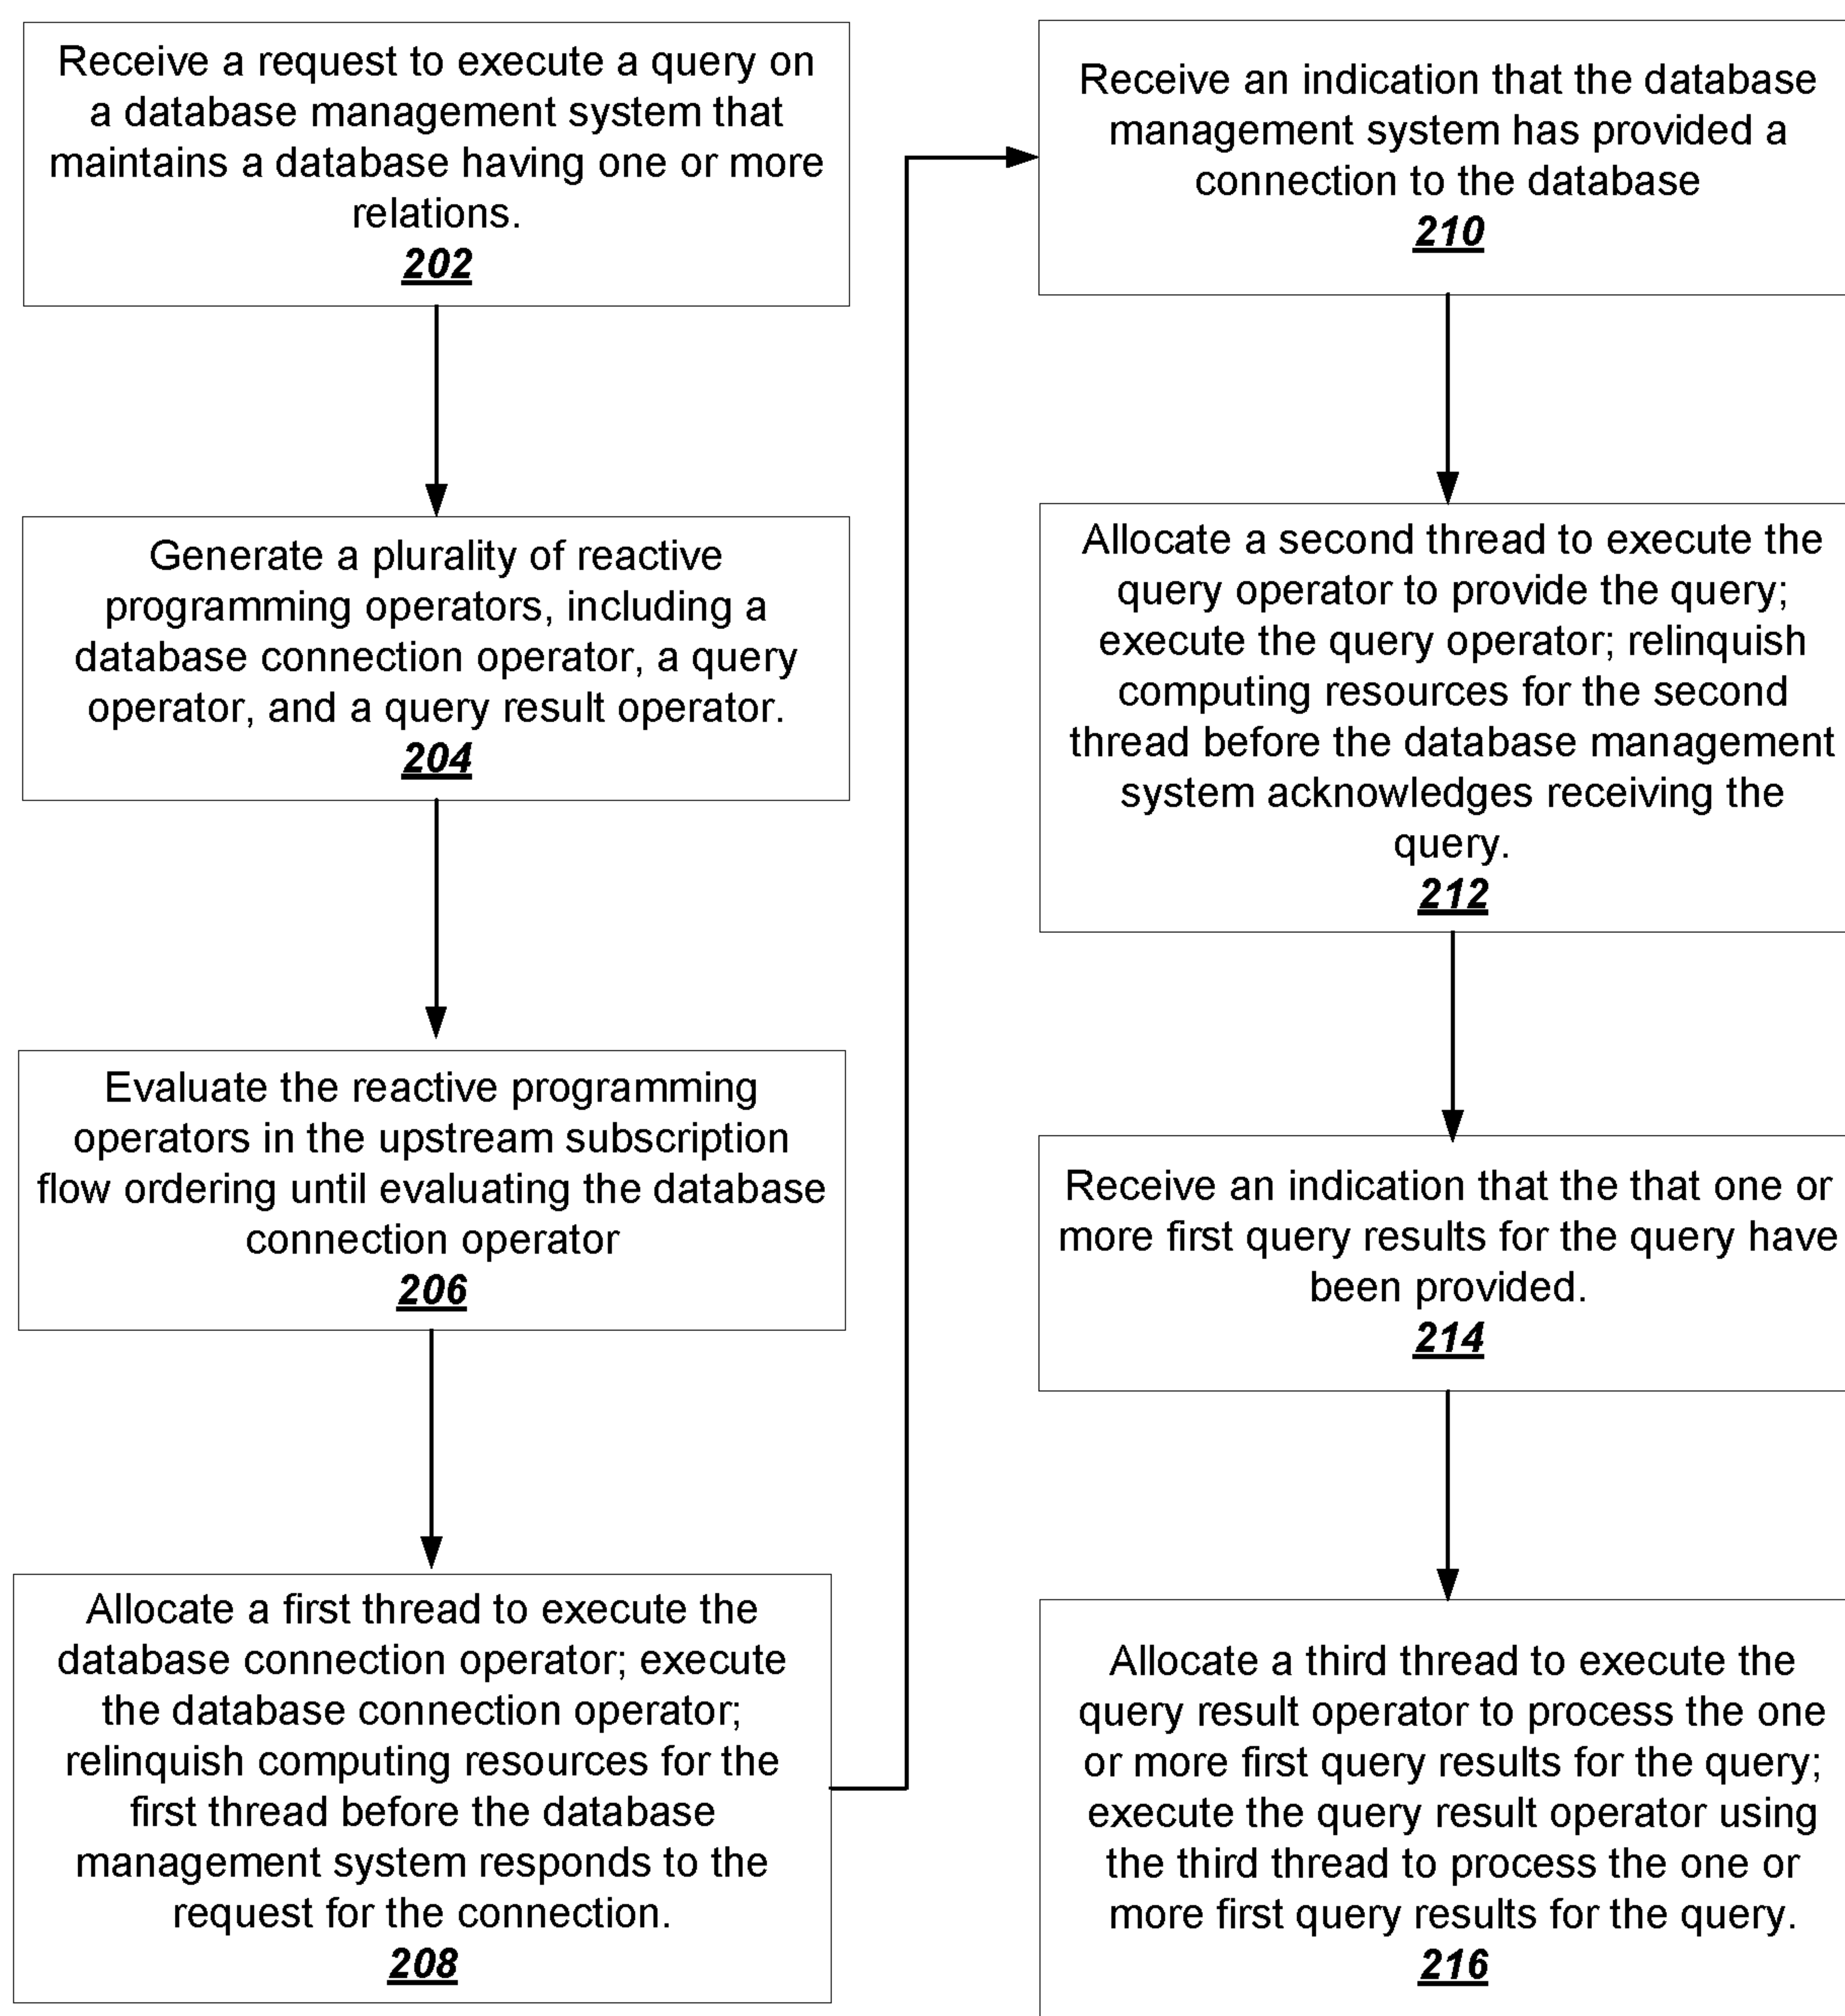 Receive a request to execute a query on
a database management system that
maintains a database having one or more
relations.
202
Generate a plurality of reactive
programming operators, including a
database connection operator, a query
operator, and a query result operator.
204
Evaluate the reactive programming
operators in the upstream subscription
flow ordering until evaluating the database
connection operator
206
Allocate a first thread to execute the
database connection operator; execute
the database connection operator;
relinquish computing resources for the
first thread before the database
management system responds to the
request for the connection.
208
Receive an indication that the database
management system has provided a
connection to the database
210
Allocate a second thread to execute the
query operator to provide the query;
execute the query operator; relinquish
computing resources for the second
thread before the database management
system acknowledges receiving the
query.
212
Receive an indication that the that one or
more first query results for the query have
been provided.
214
Allocate a third thread to execute the
query result operator to process the one
or more first query results for the query;
execute the query result operator using
the third thread to process the one or
more first query results for the query.
216